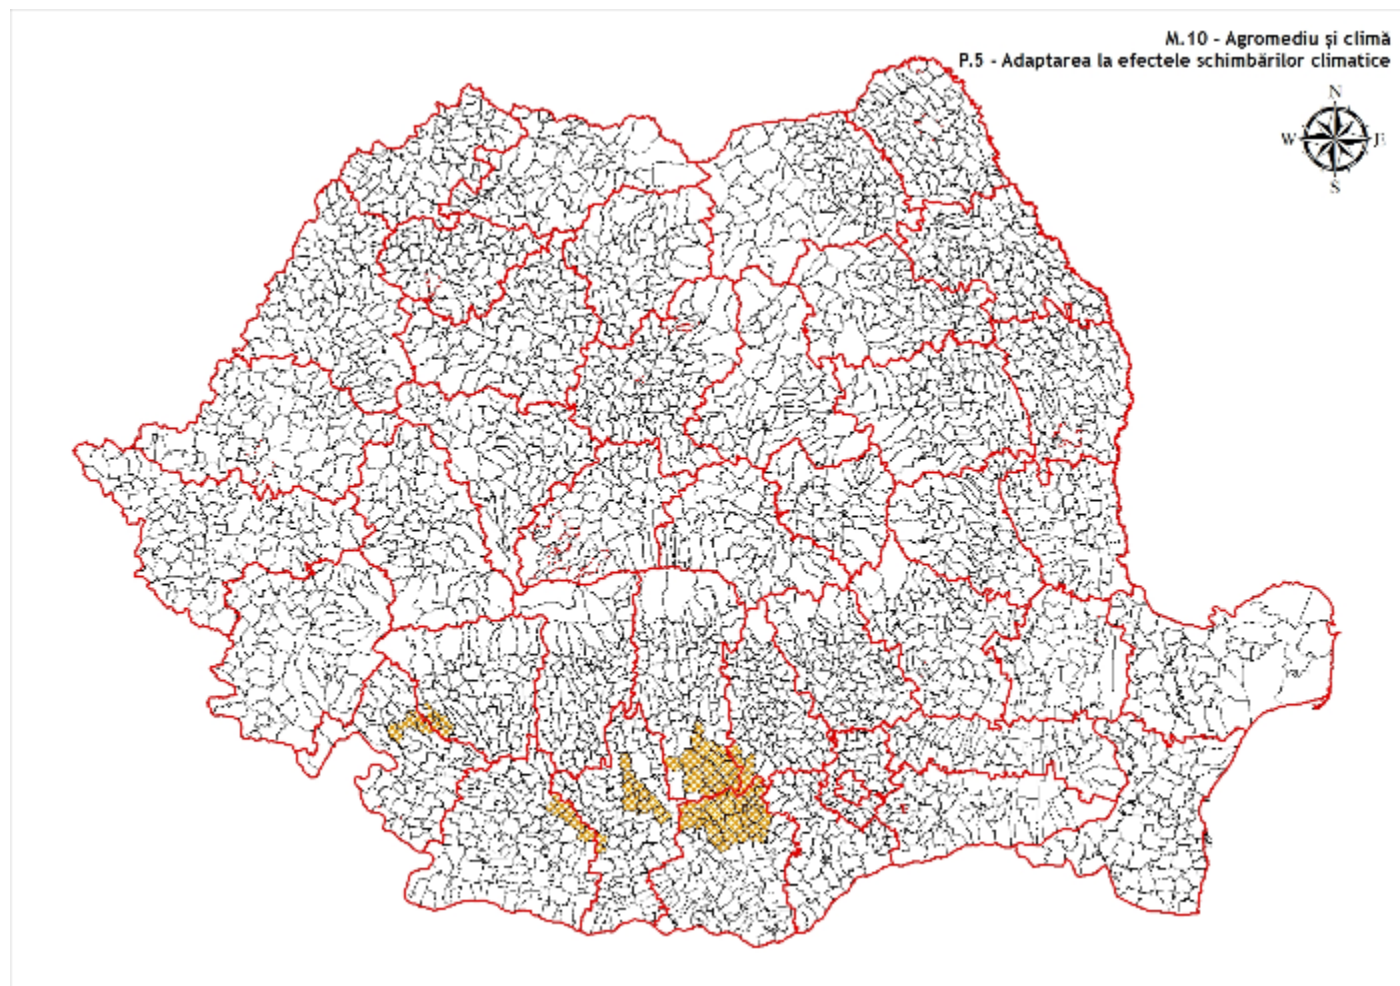 M.10 - Agromediu și climă
P.5 - Adaptarea la efectele schimbărilor climatice
N
W E
S